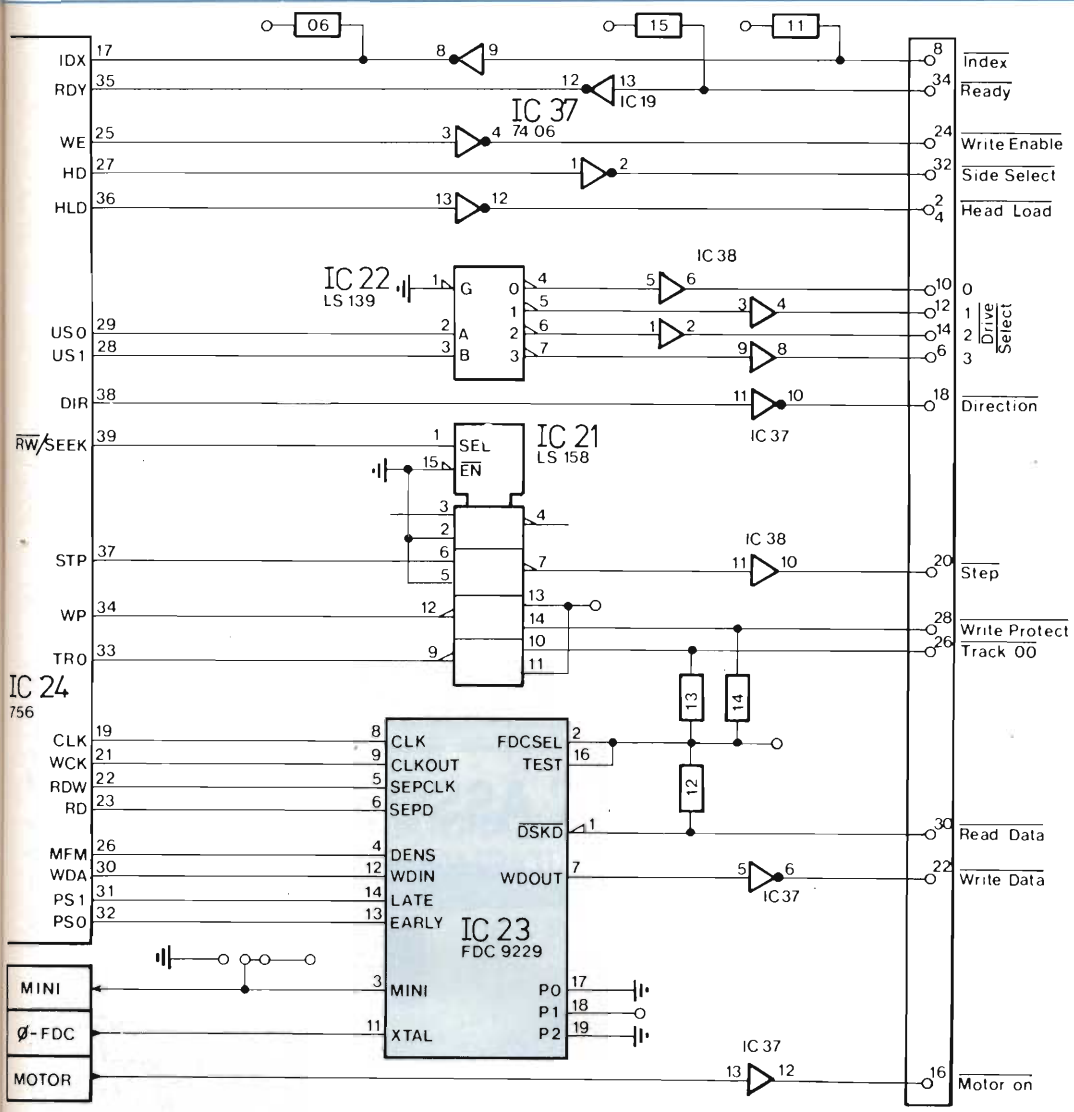 06 15 11
IDX 17 8 9 8 Index
RDY 35 12 13 IC 19 34 Ready
IC 37
74 06
WE 25 3 4 24 Write Enable
HD 27 1 2 32 Side Select
HLD 36 13 12 2 4 Head Load
IC 38
IC 22
LS 139
1 G 0 4 5 6 10 0
1 5 3 4 12 1
US0 29 2 A 2 6 1 2 14 2
US1 28 3 B 3 7 9 8 6 3
Drive
Select
DIR 38 11 10 18 Direction
IC 37
RW/SEEK 39 1 SEL
15 EN
IC 21
LS 158
3 4
2
IC 38
STP 37 6 7 11 10 20 Step
5
13
WP 34 12 14 28 Write Protect
10 26 Track 00
TR0 33 9 11
IC 24
756
13 14
CLK 19 8 CLK FDCSEL 2
WCK 21 9 CLKOUT TEST 16
RDW 22 5 SEPCLK
RD 23 6 SEPD
12
DSKD 1 30 Read Data
MFM 26 4 DENS
WDA 30 12 WDIN WDOUT 7 5 6 22 Write Data
IC37
PS1 31 14 LATE
PS0 32 13 EARLY
IC 23
FDC 9229
MINI 3 MINI P0 17
P1 18
Ø-FDC 11 XTAL P2 19
IC 37
MOTOR 13 12 16 Motor on